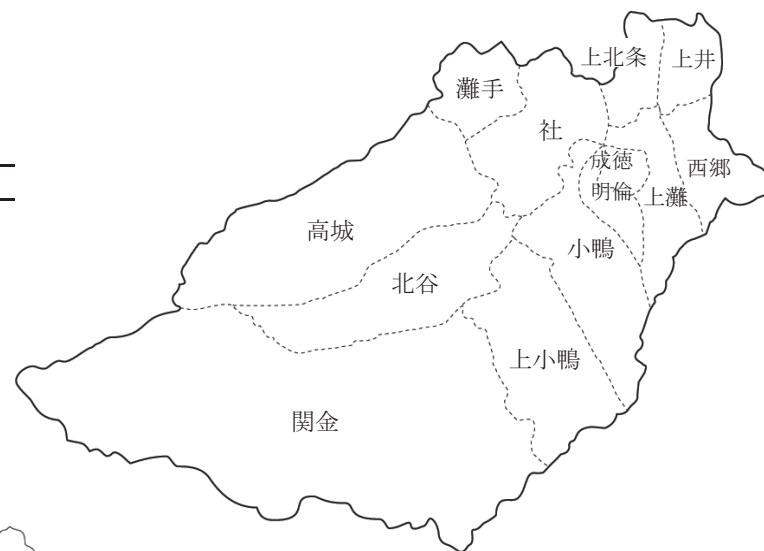 上北条
上井
灘手
社
成徳
西郷
明倫
上灘
高城
小鴨
北谷
上小鴨
関金